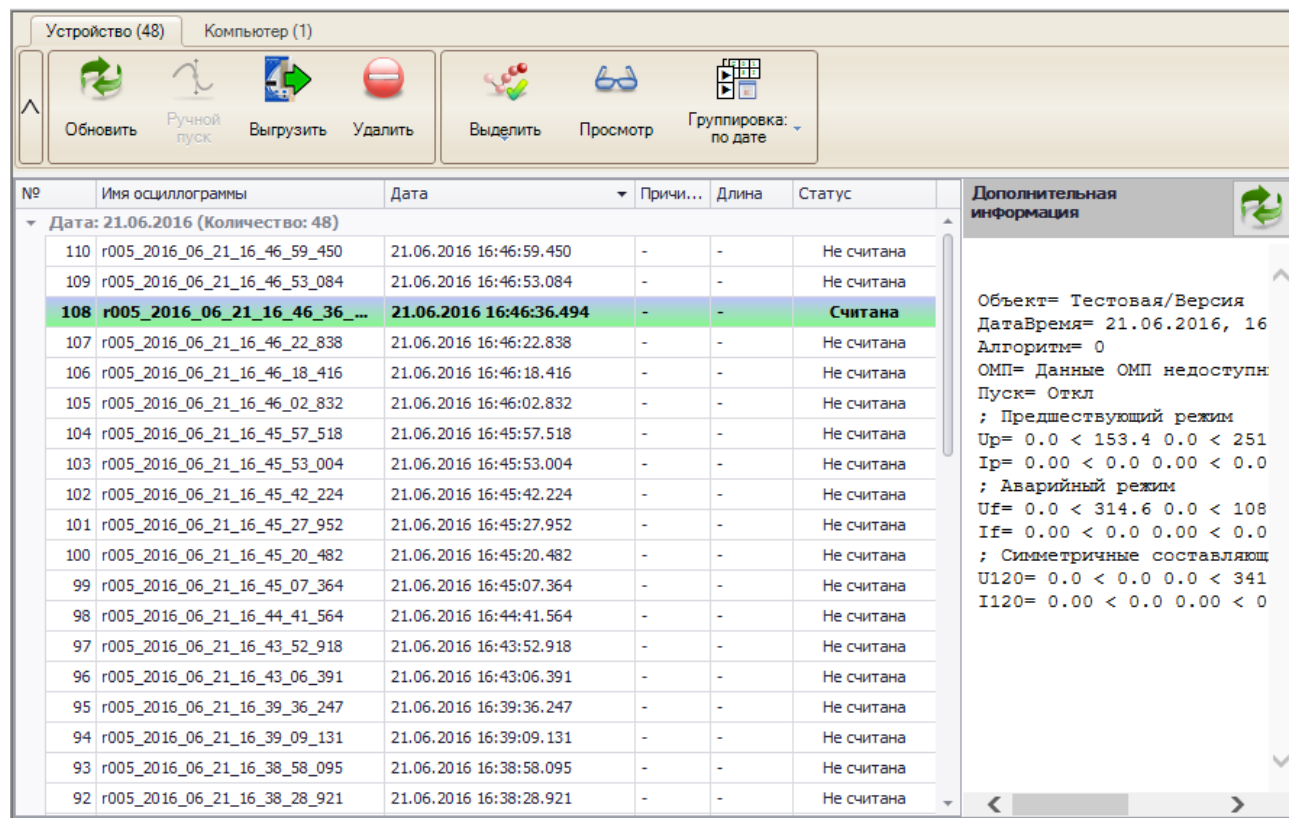 Устройство (48) Компьютер (1)
Обновить Ручной пуск Выгрузить Удалить Выделить Просмотр Группировка: по дате
№ Имя осциллограммы Дата Причи... Длина Статус
Дата: 21.06.2016 (Количество: 48)
110 r005_2016_06_21_16_46_59_450 21.06.2016 16:46:59.450 - - Не считана
109 r005_2016_06_21_16_46_53_084 21.06.2016 16:46:53.084 - - Не считана
108 r005_2016_06_21_16_46_36_... 21.06.2016 16:46:36.494 - - Считана
107 r005_2016_06_21_16_46_22_838 21.06.2016 16:46:22.838 - - Не считана
106 r005_2016_06_21_16_46_18_416 21.06.2016 16:46:18.416 - - Не считана
105 r005_2016_06_21_16_46_02_832 21.06.2016 16:46:02.832 - - Не считана
104 r005_2016_06_21_16_45_57_518 21.06.2016 16:45:57.518 - - Не считана
103 r005_2016_06_21_16_45_53_004 21.06.2016 16:45:53.004 - - Не считана
102 r005_2016_06_21_16_45_42_224 21.06.2016 16:45:42.224 - - Не считана
101 r005_2016_06_21_16_45_27_952 21.06.2016 16:45:27.952 - - Не считана
100 r005_2016_06_21_16_45_20_482 21.06.2016 16:45:20.482 - - Не считана
99 r005_2016_06_21_16_45_07_364 21.06.2016 16:45:07.364 - - Не считана
98 r005_2016_06_21_16_44_41_564 21.06.2016 16:44:41.564 - - Не считана
97 r005_2016_06_21_16_43_52_918 21.06.2016 16:43:52.918 - - Не считана
96 r005_2016_06_21_16_43_06_391 21.06.2016 16:43:06.391 - - Не считана
95 r005_2016_06_21_16_39_36_247 21.06.2016 16:39:36.247 - - Не считана
94 r005_2016_06_21_16_39_09_131 21.06.2016 16:39:09.131 - - Не считана
93 r005_2016_06_21_16_38_58_095 21.06.2016 16:38:58.095 - - Не считана
92 r005_2016_06_21_16_38_28_921 21.06.2016 16:38:28.921 - - Не считана
Дополнительная
информация
Объект= Тестовая/Версия
ДатаВремя= 21.06.2016, 16
Алгоритм= 0
ОМП= Данные ОМП недоступн
Пуск= Откл
; Предшествующий режим
Up= 0.0 < 153.4 0.0 < 251
Ip= 0.00 < 0.0 0.00 < 0.0
; Аварийный режим
Uf= 0.0 < 314.6 0.0 < 108
If= 0.00 < 0.0 0.00 < 0.0
; Симметричные составляющ
U120= 0.0 < 0.0 0.0 < 341
I120= 0.00 < 0.0 0.00 < 0